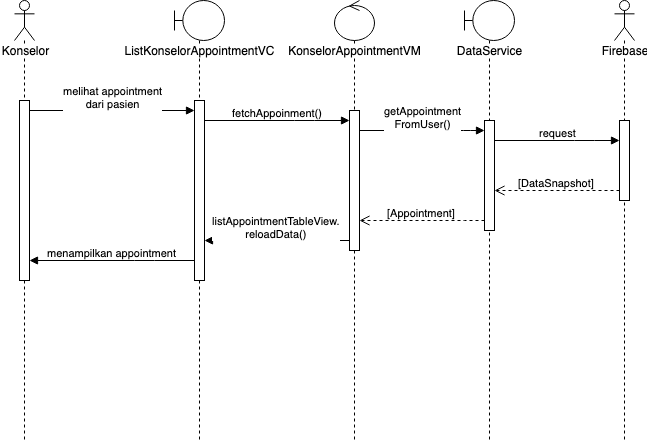 Konselor
ListKonselorAppointmentVC
KonselorAppointmentVM
DataService
Firebase
melihat appointment
dari pasien
fetchAppoinment()
getAppointment
FromUser()
request
[DataSnapshot]
[Appointment]
listAppointmentTableView.
reloadData()
menampilkan appointment